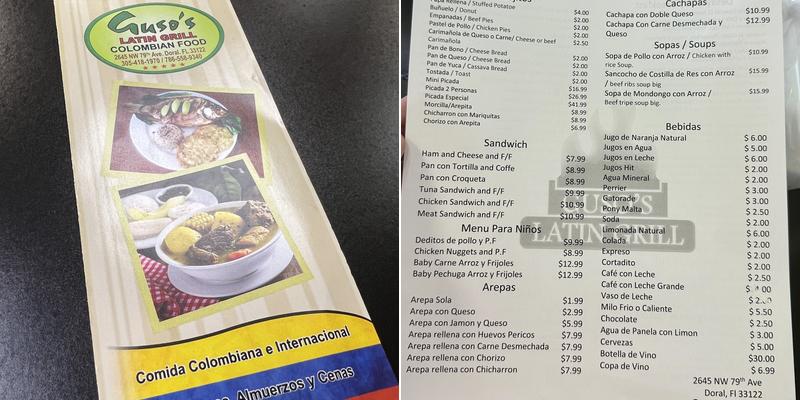 Guso's
LATIN GRILL
COLOMBIAN FOOD
2645 NW 79th Ave. Doral, FL 33122
305-418-1970 / 786-558-9340
Comida Colombiana e Internacional
Almuerzos y Cenas
Rellena / Stuffed Potatoe
Buñuelo / Donut $4.00
Empanadas / Beef Pies $2.00
Pastel de Pollo / Chicken Pies $2.00
Carimañola de Queso o Carne/ Cheese or beef $2.00
Carimañola $2.50
Pan de Bono / Cheese Bread
Pan de Queso / Cheese Bread $2.00
Pan de Yuca / Cassava Bread $2.00
Tostada / Toast $2.00
Mini Picada $2.00
Picada 2 Personas $16.99
Picada Especial $26.99
Morcilla/Arepita $41.99
Chicharron con Mariquitas $8.99
Chorizo con Arepita $8.99
$6.99
Sandwich
Ham and Cheese and F/F $7.99
Pan con Tortilla and Coffe $8.99
Pan con Croqueta $8.99
Tuna Sandwich and F/F $9.99
Chicken Sandwich and F/F $10.99
Meat Sandwich and F/F $10.99
Menu Para Niños
Deditos de pollo y P.F $9.99
Chicken Nuggets and P.F $8.99
Baby Carne Arroz y Frijoles $12.99
Baby Pechuga Arroz y Frijoles $12.99
Arepas
Arepa Sola $1.99
Arepa con Queso $2.99
Arepa con Jamon y Queso $5.99
Arepa rellena con Huevos Pericos $7.99
Arepa rellena con Carne Desmechada $7.99
Arepa rellena con Chorizo $7.99
Arepa rellena con Chicharron $7.99
Cachapas
Cachapa con Doble Queso $10.99
Cachapa con Carne Desmechada y $12.99
Queso
Sopas / Soups
Sopa de Pollo con Arroz / Chicken with $10.99
rice Soup.
Sancocho de Costilla de Res con Arroz $15.99
/ beef ribs soup big
Sopa de Mondongo con Arroz / $15.99
Beef tripe soup big.
Bebidas
Jugo de Naranja Natural $ 6.00
Jugos en Agua $ 5.00
Jugos en Leche $ 6.00
Jugos Hit $ 2.00
Agua Mineral $ 2.00
Perrier $ 3.00
Gatorade $ 3.00
Pony Malta $ 2.50
Soda $ 2.00
Limonada Natural $ 6.00
Colada $ 2.00
Expreso $ 2.00
Cortadito $ 2.00
Café con Leche $ 2.50
Café con Leche Grande
Vaso de Leche
Milo Frio o Caliente $ 5.50
Chocolate $ 2.50
Agua de Panela con Limon $ 3.00
Cervezas $ 5.00
Botella de Vino $30.00
Copa de Vino $ 6.99
GUSO'S
LATIN GRILL
2645 NW 79th Ave
Doral, Fl 33122